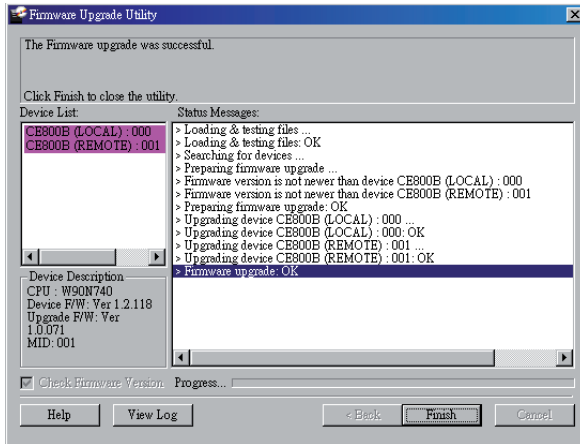 Firmware Upgrade Utility
The Firmware upgrade was successful.
Click Finish to close the utility.
Device List:
CE800B (LOCAL) : 000
CE800B (REMOTE) : 001
Device Description
CPU : W90N740
Device F/W: Ver 1.2.118
Upgrade F/W: Ver
1.0.071
MID: 001
Status Messages:
> Loading & testing files ...
> Loading & testing files: OK
> Searching for devices ...
> Preparing firmware upgrade ...
> Firmware version is not newer than device CE800B (LOCAL) : 000
> Firmware version is not newer than device CE800B (REMOTE) : 001
> Preparing firmware upgrade: OK
> Upgrading device CE800B (LOCAL) : 000 ...
> Upgrading device CE800B (LOCAL) : 000: OK
> Upgrading device CE800B (REMOTE) : 001 ...
> Upgrading device CE800B (REMOTE) : 001: OK
> Firmware upgrade: OK
Check Firmware Version
Progress...
Help
View Log
< Back
Finish
Cancel